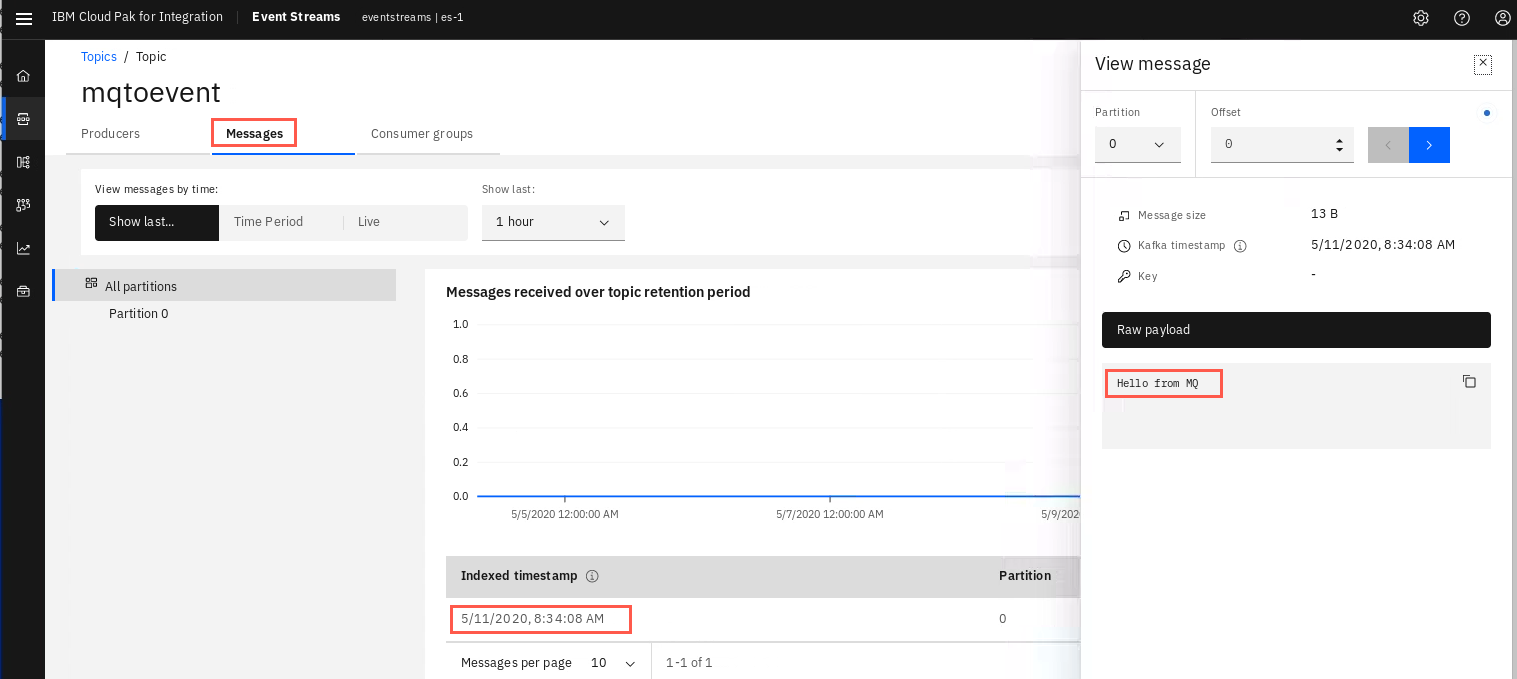 IBM Cloud Pak for Integration Event Streams eventstreams | es-1
Topics / Topic
mqtoevent
Producers Messages Consumer groups
View messages by time:
Show last... Time Period Live
Show last:
1 hour
All partitions
Partition 0
Messages received over topic retention period
1.0
0.8
0.6
0.4
0.2
0.0
5/5/2020 12:00:00 AM 5/7/2020 12:00:00 AM 5/9/202
Indexed timestamp Partition
5/11/2020, 8:34:08 AM 0
Messages per page 10 1-1 of 1
View message
Partition
0
Offset
0
Message size 13 B
Kafka timestamp 5/11/2020, 8:34:08 AM
Key -
Raw payload
Hello from MQ